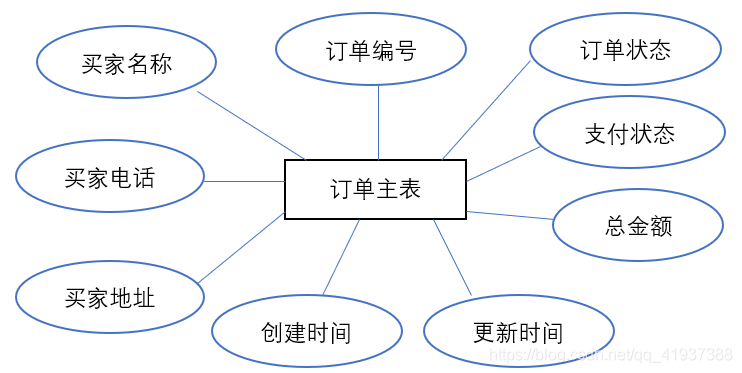 买家名称
订单编号
订单状态
支付状态
买家电话
订单主表
总金额
买家地址
创建时间
更新时间
https://blog.csdn.net/qq_41937388